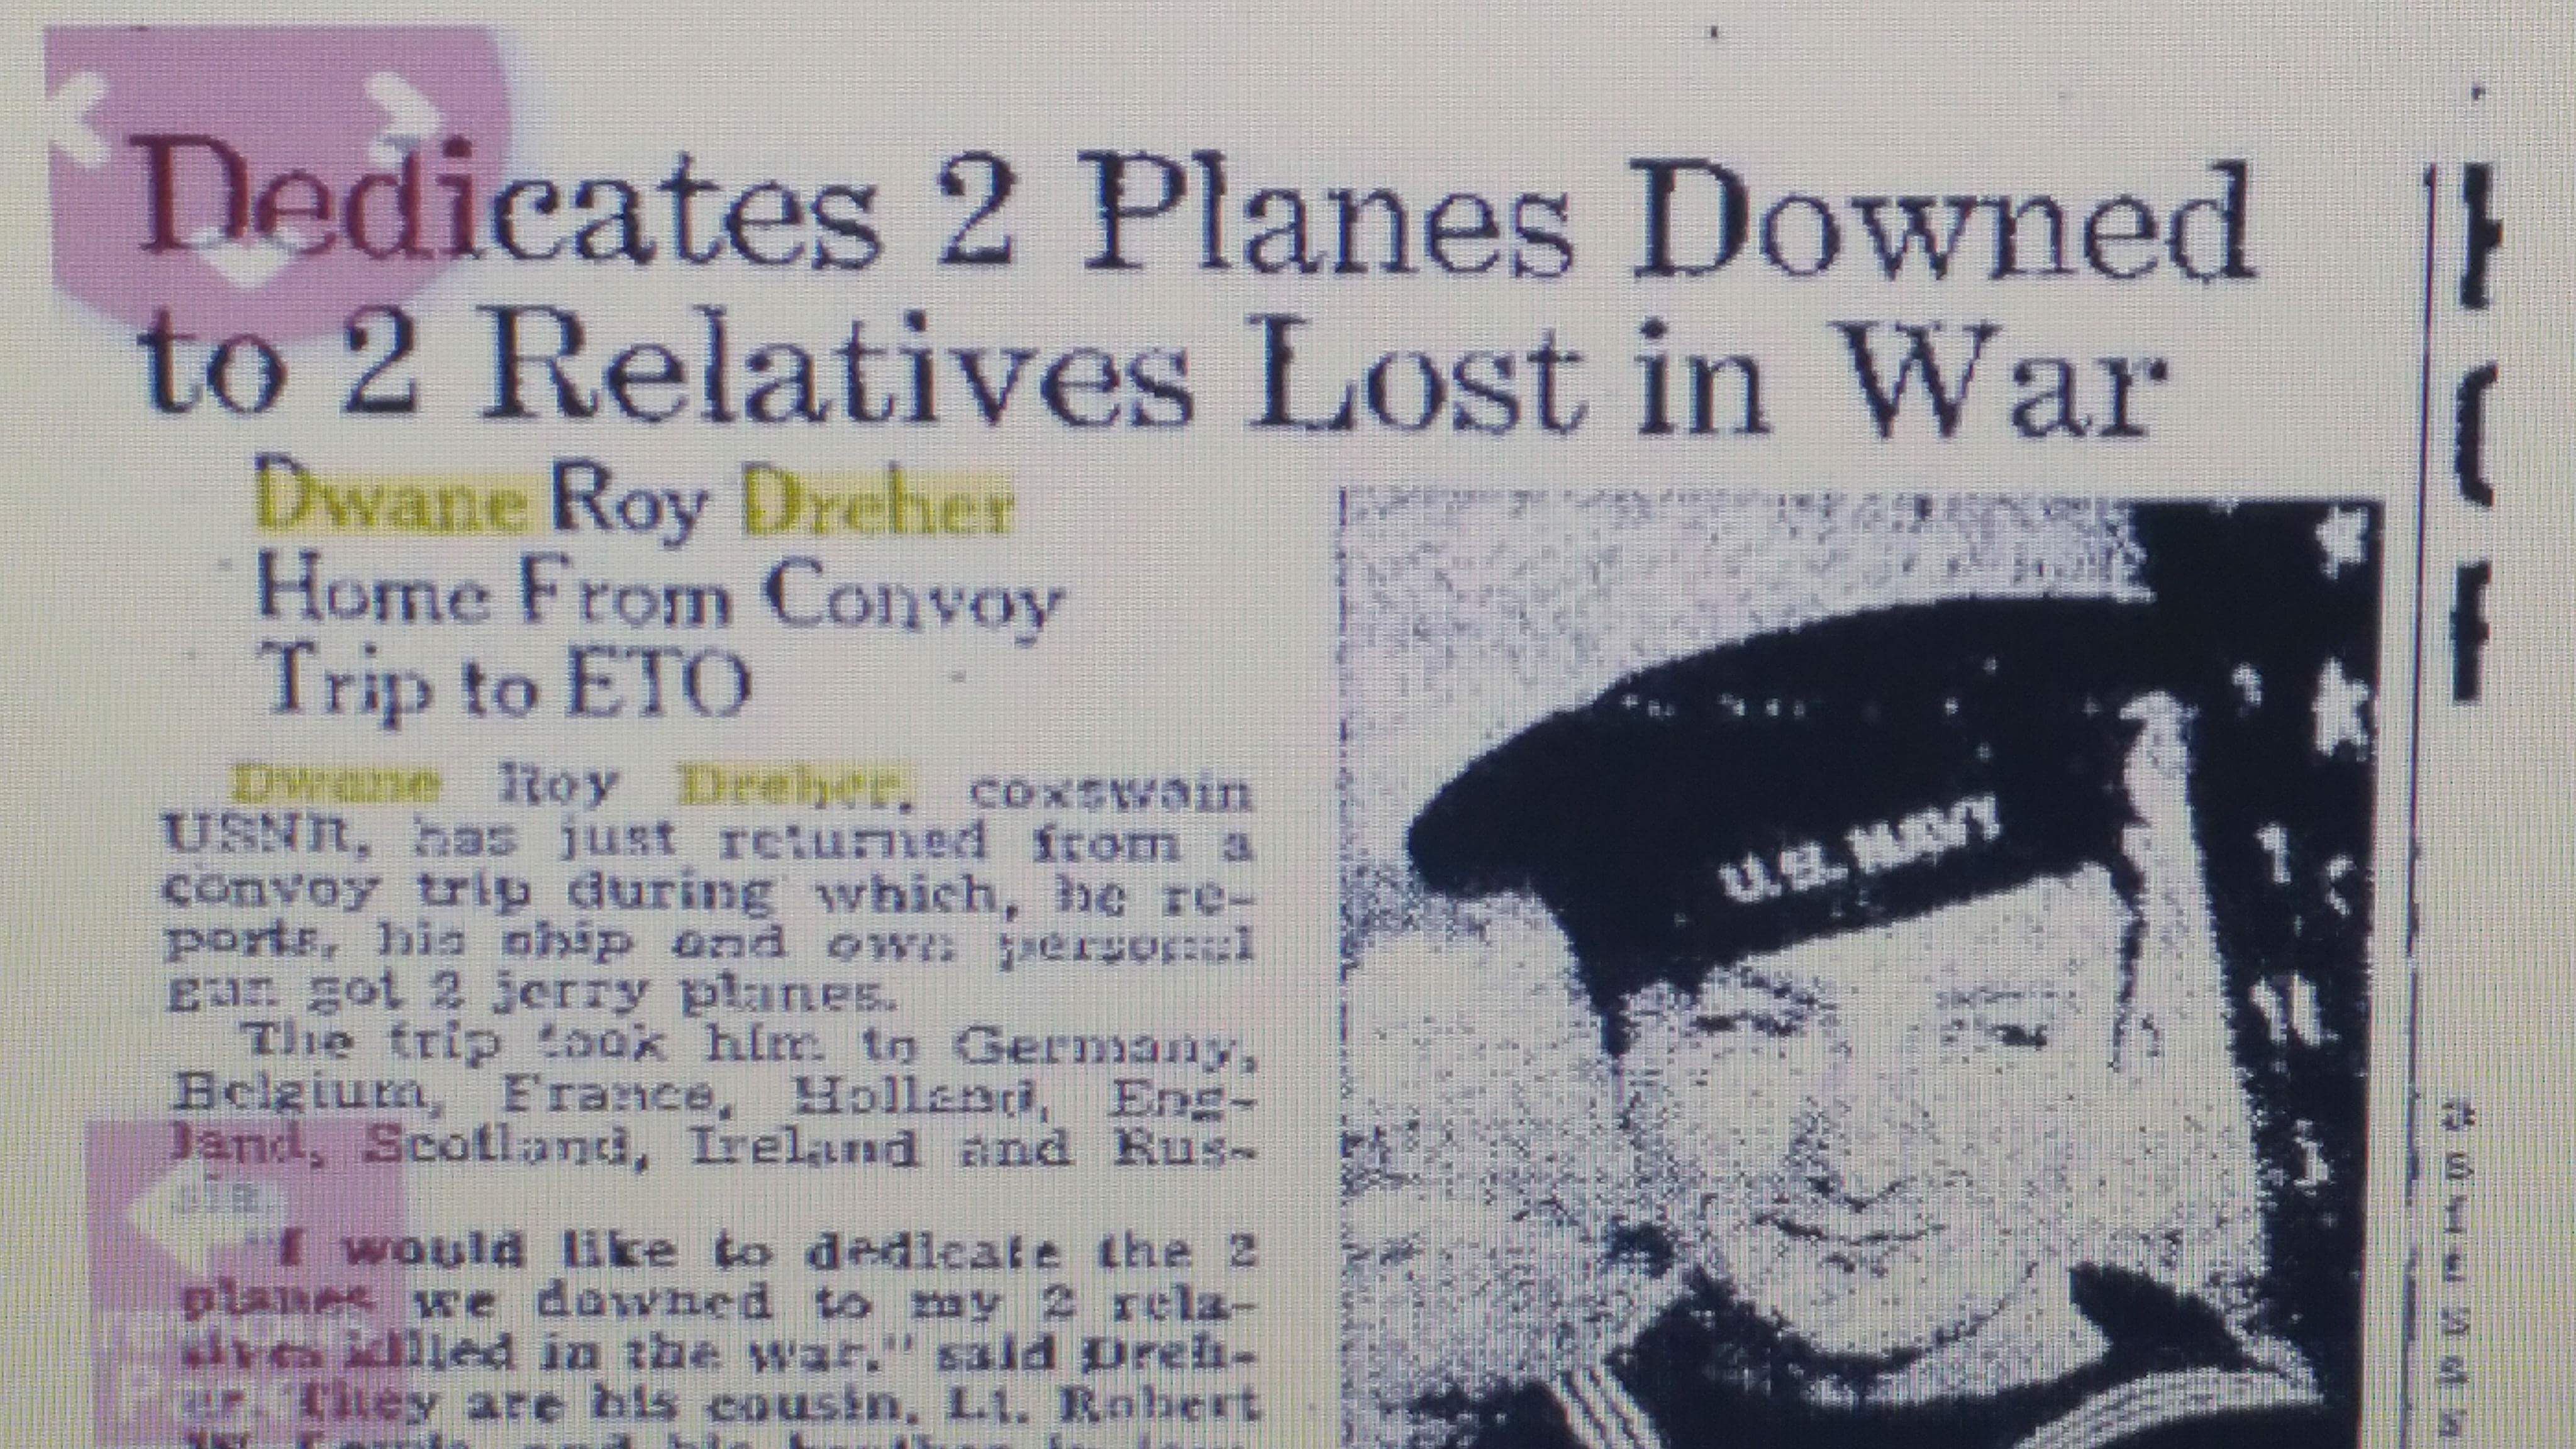 Dedicates 2 Planes Downed
to 2 Relatives Lost in War
Dwane Roy Dreher
Home From Convoy
Trip to ETO
Dwane Roy Dreher, coxswain
USNR, has just returned from a
convoy trip during which, he re-
ports, his ship and own personal
gun got 2 jerry planes.
The trip took him to Germany,
Belgium, France, Holland, Eng-
land, Scotland, Ireland and Rus-
sia.
"I would like to dedicate the 2
planes we downed to my 2 rela-
tives killed in the war," said Dreh-
er. They are his cousin, Lt. Robert
U.S. NAVY